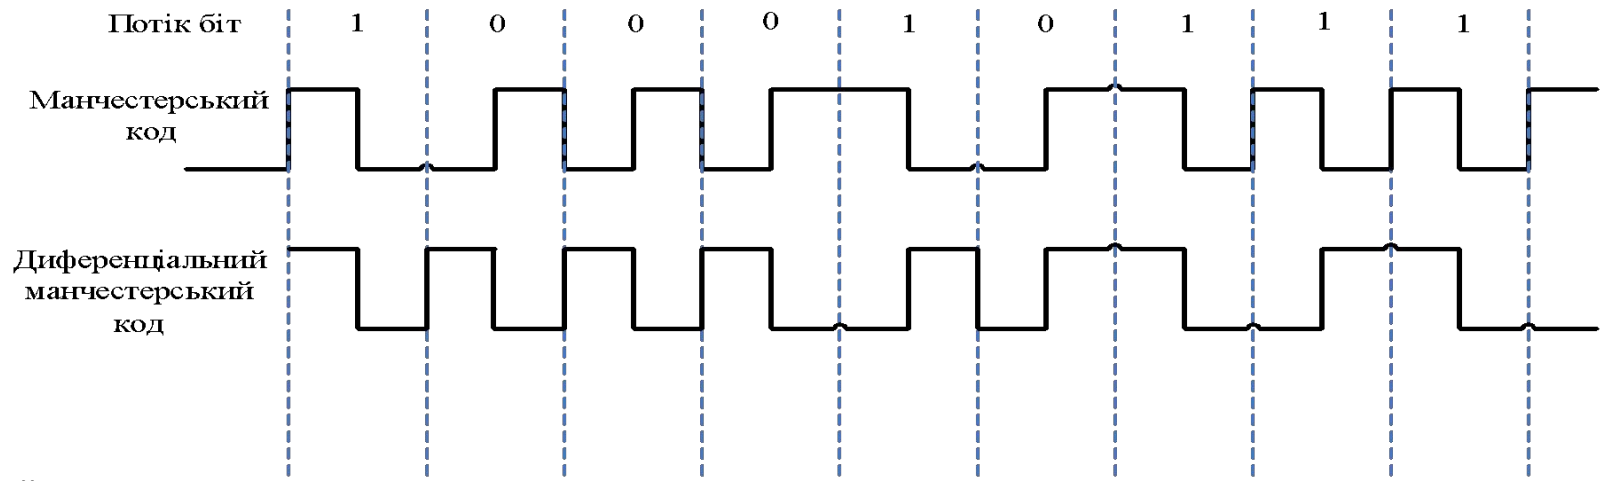 Потік біт 1 0 0 0 1 0 1 1 1
Манчестерський
код
Диференціальний
манчестерський
код